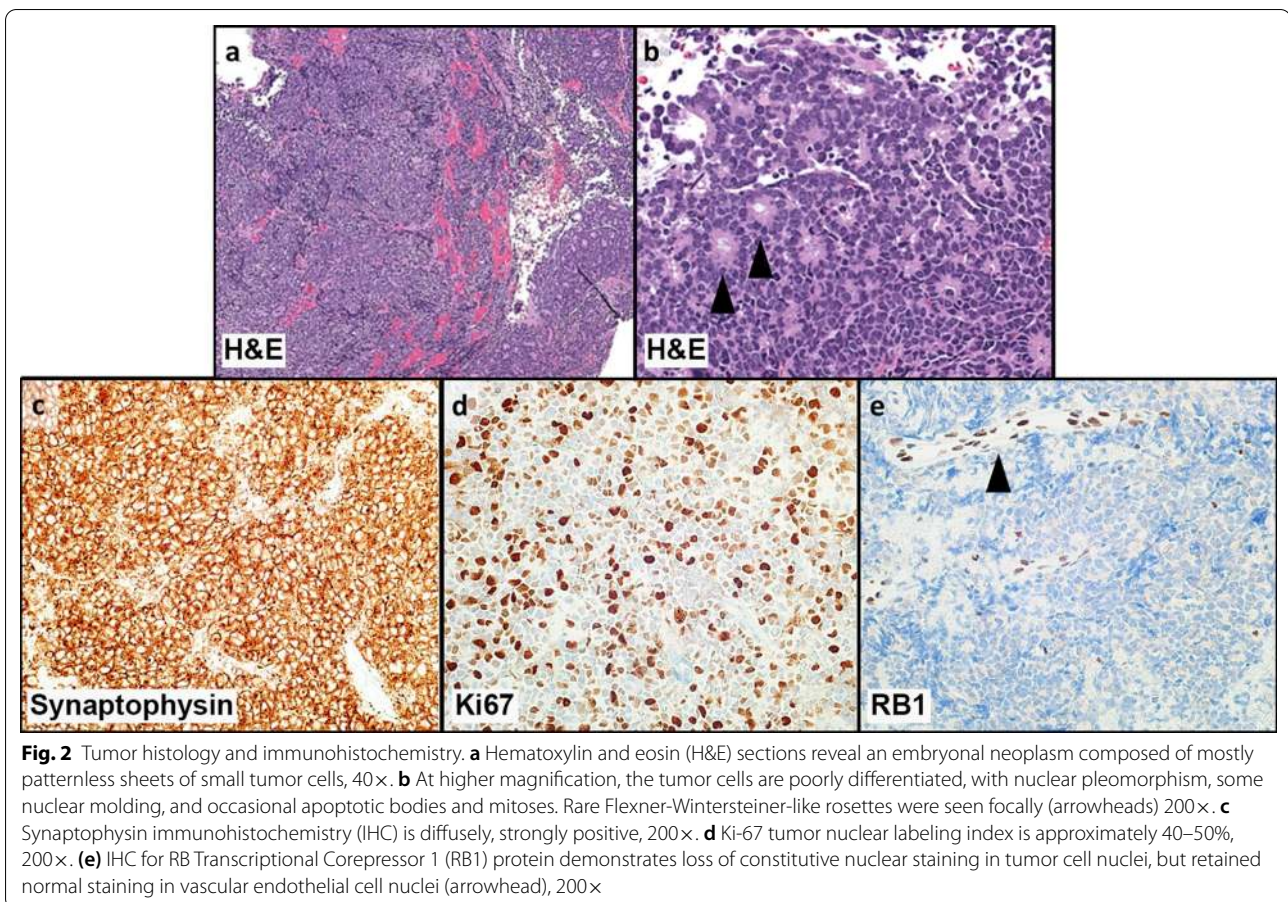 a
b
H&E
H&E
c
d
e
Synaptophysin
Ki67
RB1
Fig. 2 Tumor histology and immunohistochemistry. a Hematoxylin and eosin (H&E) sections reveal an embryonal neoplasm composed of mostly
patternless sheets of small tumor cells, 40×. b At higher magnification, the tumor cells are poorly differentiated, with nuclear pleomorphism, some
nuclear molding, and occasional apoptotic bodies and mitoses. Rare Flexner-Wintersteiner-like rosettes were seen focally (arrowheads) 200×. c
Synaptophysin immunohistochemistry (IHC) is diffusely, strongly positive, 200×. d Ki-67 tumor nuclear labeling index is approximately 40–50%,
200×. (e) IHC for RB Transcriptional Corepressor 1 (RB1) protein demonstrates loss of constitutive nuclear staining in tumor cell nuclei, but retained
normal staining in vascular endothelial cell nuclei (arrowhead), 200×